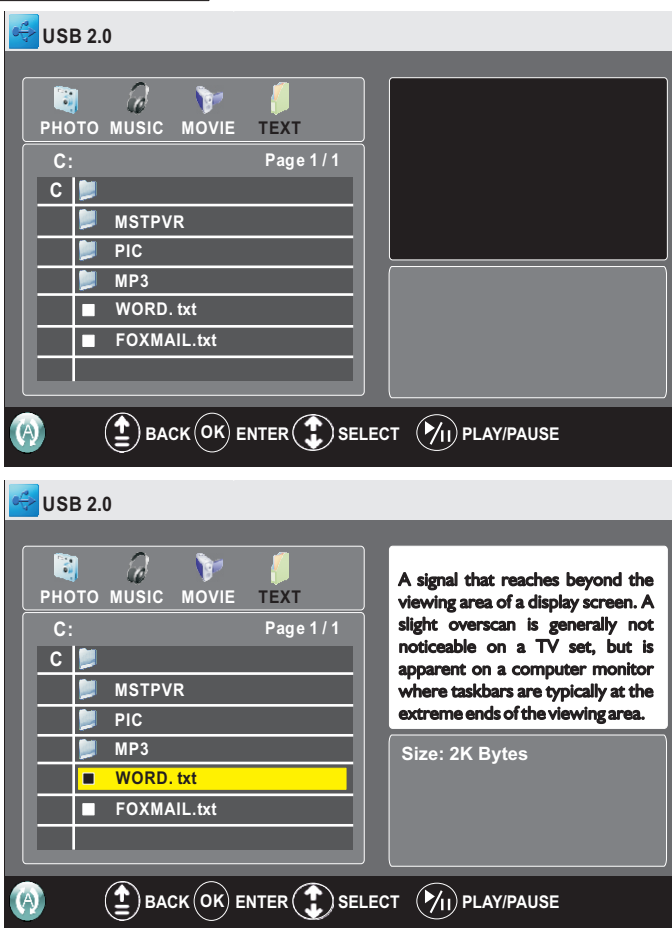 USB 2.0
PHOTO MUSIC MOVIE TEXT
C: Page 1 / 1
C
MSTPVR
PIC
MP3
WORD. txt
FOXMAIL.txt
A BACK OK ENTER SELECT PLAY/PAUSE
USB 2.0
PHOTO MUSIC MOVIE TEXT
C: Page 1 / 1
C
MSTPVR
PIC
MP3
WORD. txt
FOXMAIL.txt
A signal that reaches beyond the
viewing area of a display screen. A
slight overscan is generally not
noticeable on a TV set, but is
apparent on a computer monitor
where taskbars are typically at the
extreme ends of the viewing area.
Size: 2K Bytes
A BACK OK ENTER SELECT PLAY/PAUSE